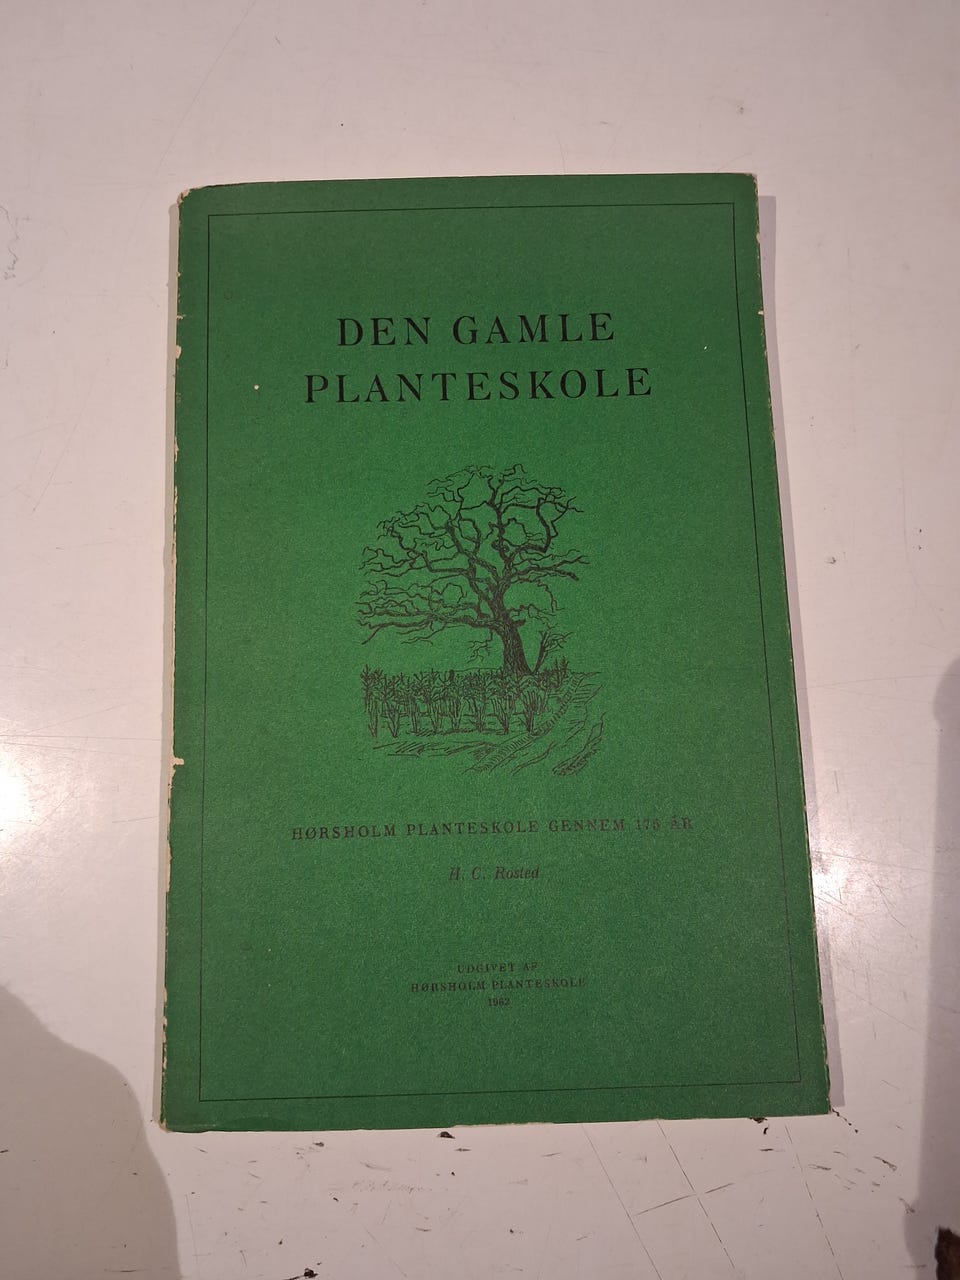 DEN GAMLE
PLANTESKOLE
HØRSHOLM PLANTESKOLE GENNEM 175 ÅR
H. C. Rosted
UDGIVET AF
HØRSHOLM PLANTESKOLE
1962